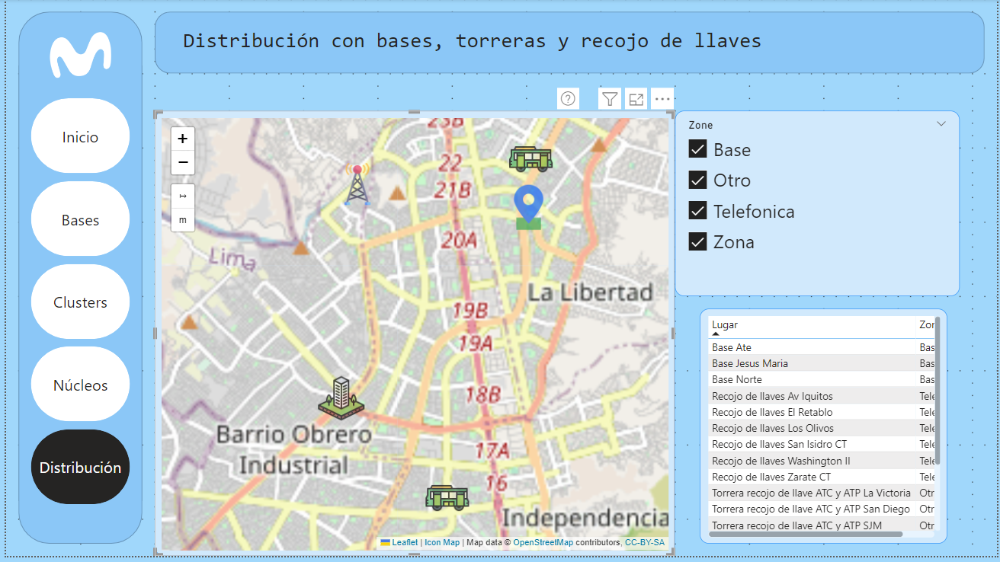 Distribución con bases, torreras y recojo de llaves
Inicio
Bases
Clusters
Núcleos
Distribución
+
−
↦
m
23B
22
21B
20A
Lima
La Libertad
19B
19A
18B
Barrio Obrero
Industrial
17A
16
Independencia
Leaflet | Icon Map | Map data © OpenStreetMap contributors, CC-BY-SA
Zone
Base
Otro
Telefonica
Zona
Lugar Zor
Base Ate Bas
Base Jesus Maria Bas
Base Norte Bas
Recojo de llaves Av Iquitos Tele
Recojo de llaves El Retablo Tele
Recojo de llaves Los Olivos Tele
Recojo de llaves San Isidro CT Tele
Recojo de llaves Washington II Tele
Recojo de llaves Zarate CT Tele
Torrera recojo de llave ATC y ATP La Victoria Otr
Torrera recojo de llave ATC y ATP San Diego Otr
Torrera recojo de llave ATC y ATP SJM Otr